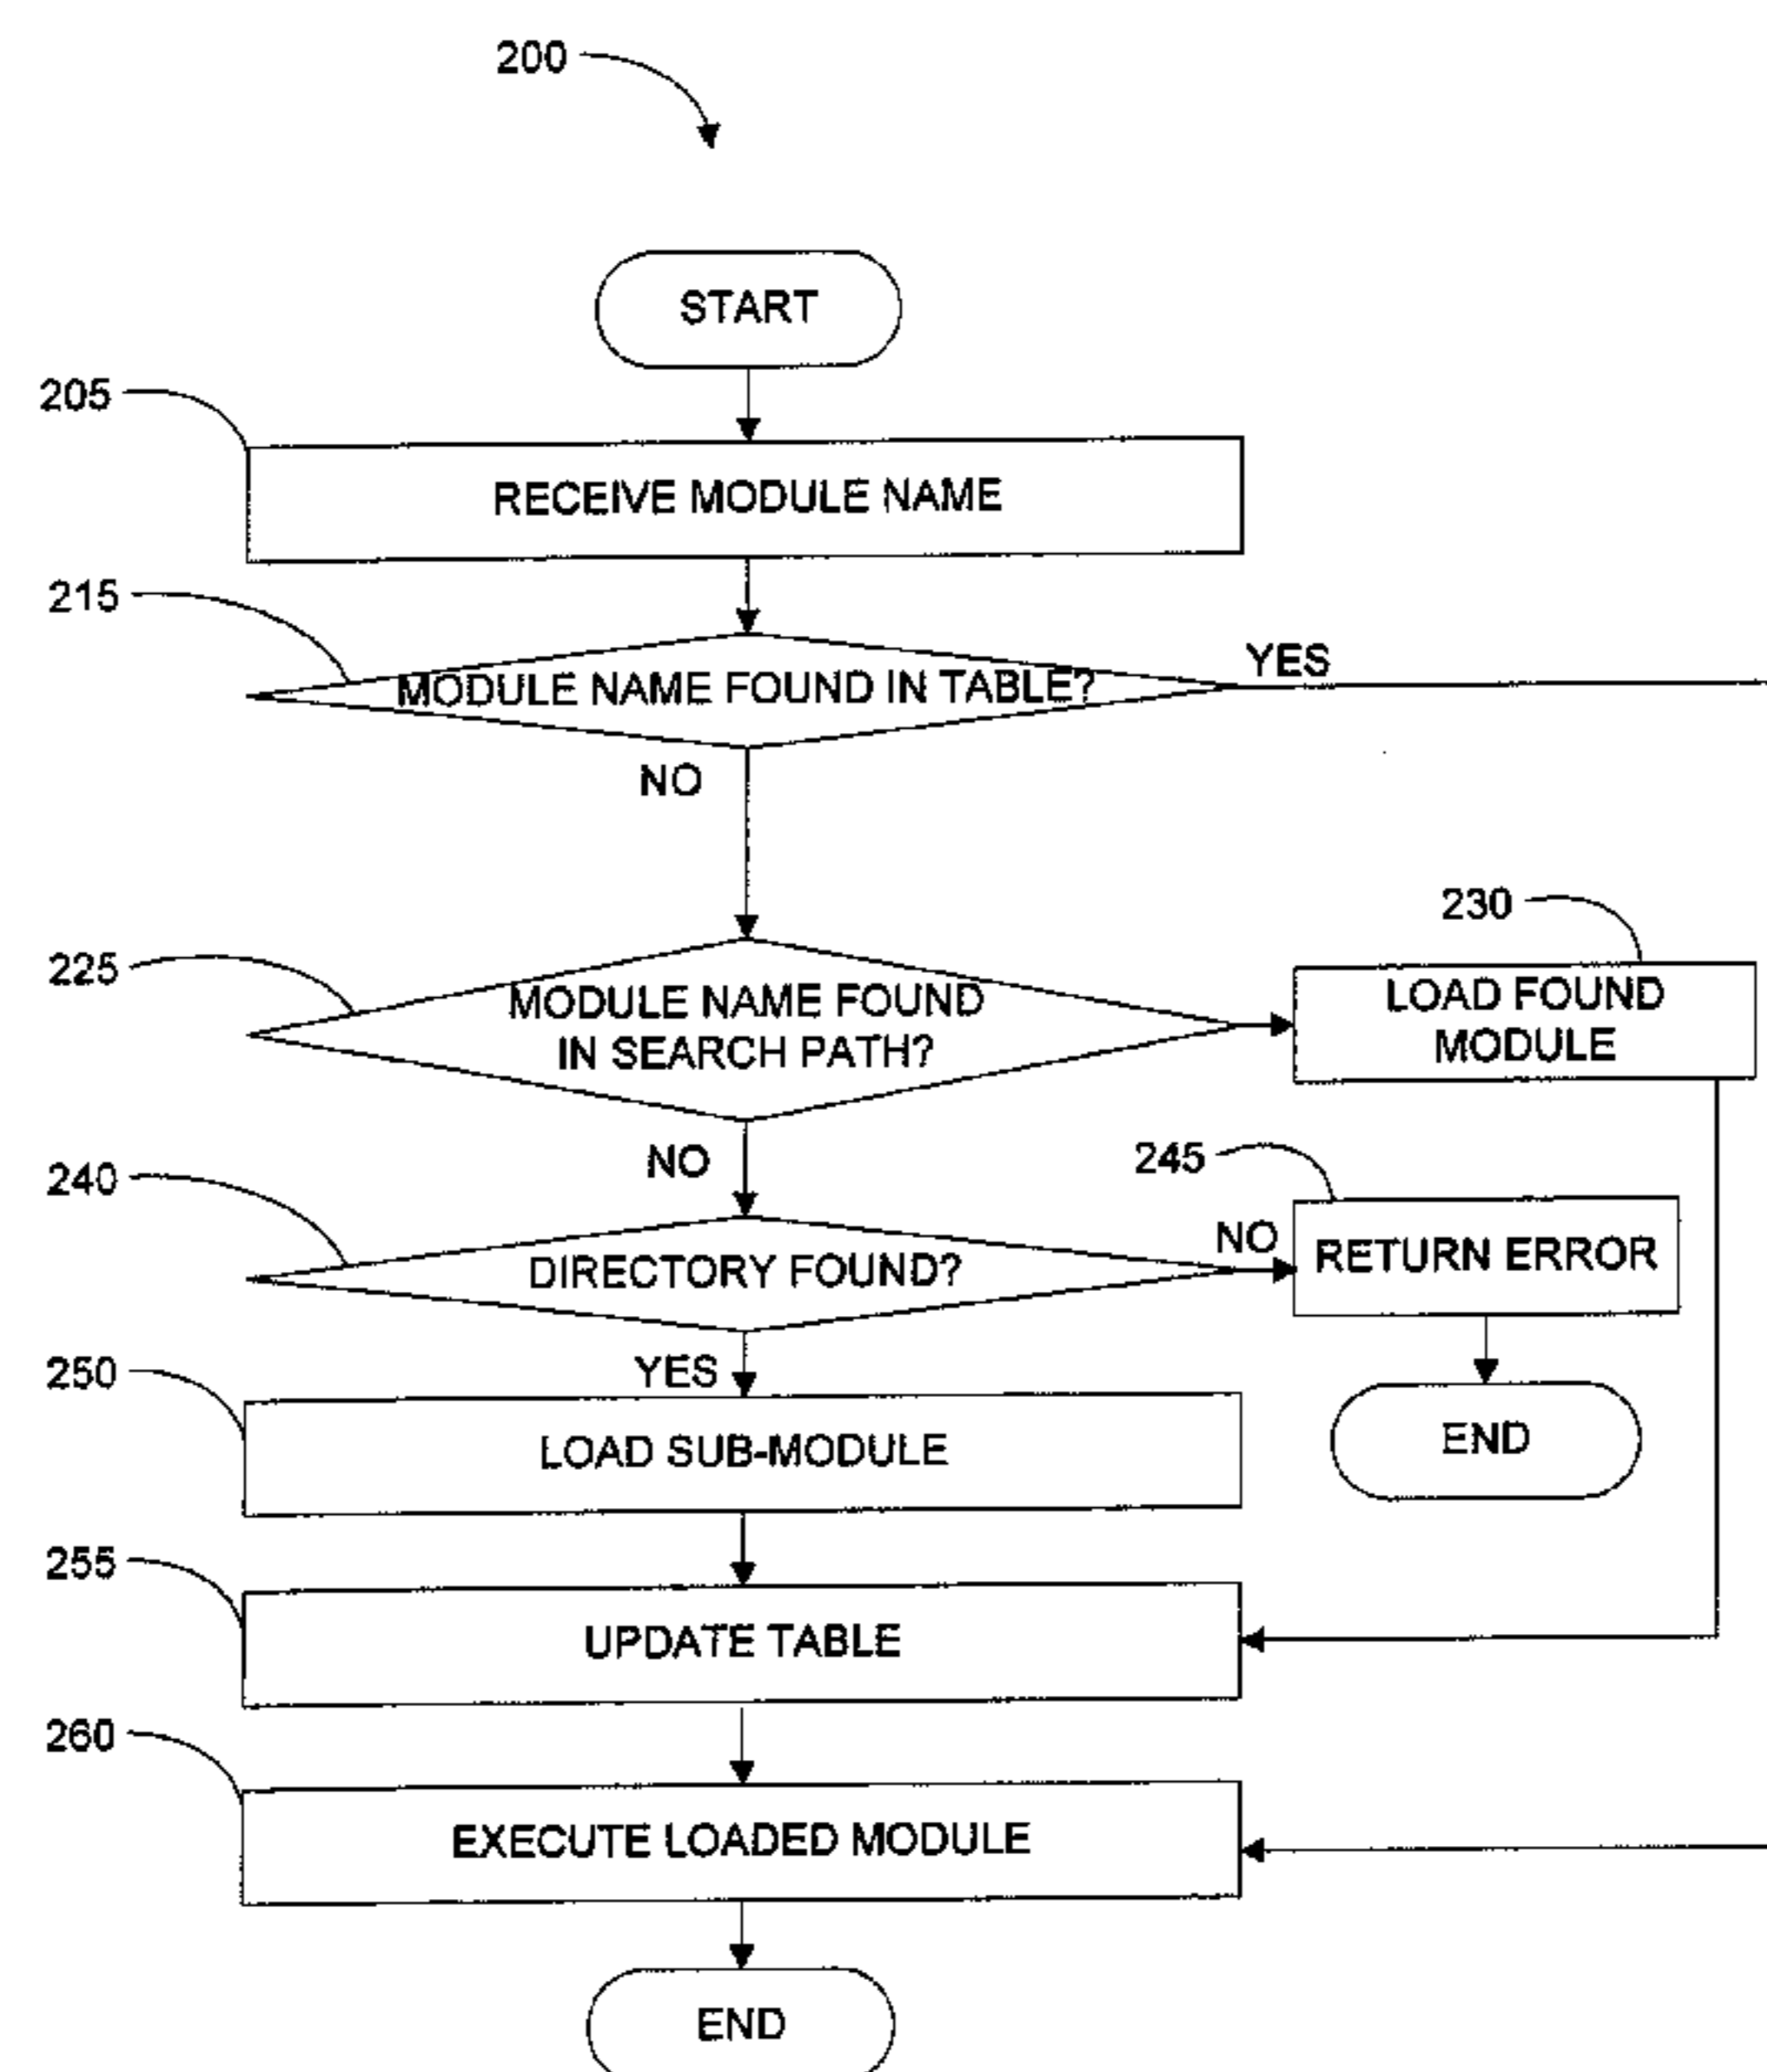 200
START
205
RECEIVE MODULE NAME
215
MODULE NAME FOUND IN TABLE?
YES
NO
230
225
MODULE NAME FOUND
IN SEARCH PATH?
LOAD FOUND
MODULE
NO
245
240
DIRECTORY FOUND?
NO
RETURN ERROR
YES
250
LOAD SUB-MODULE
END
255
UPDATE TABLE
260
EXECUTE LOADED MODULE
END